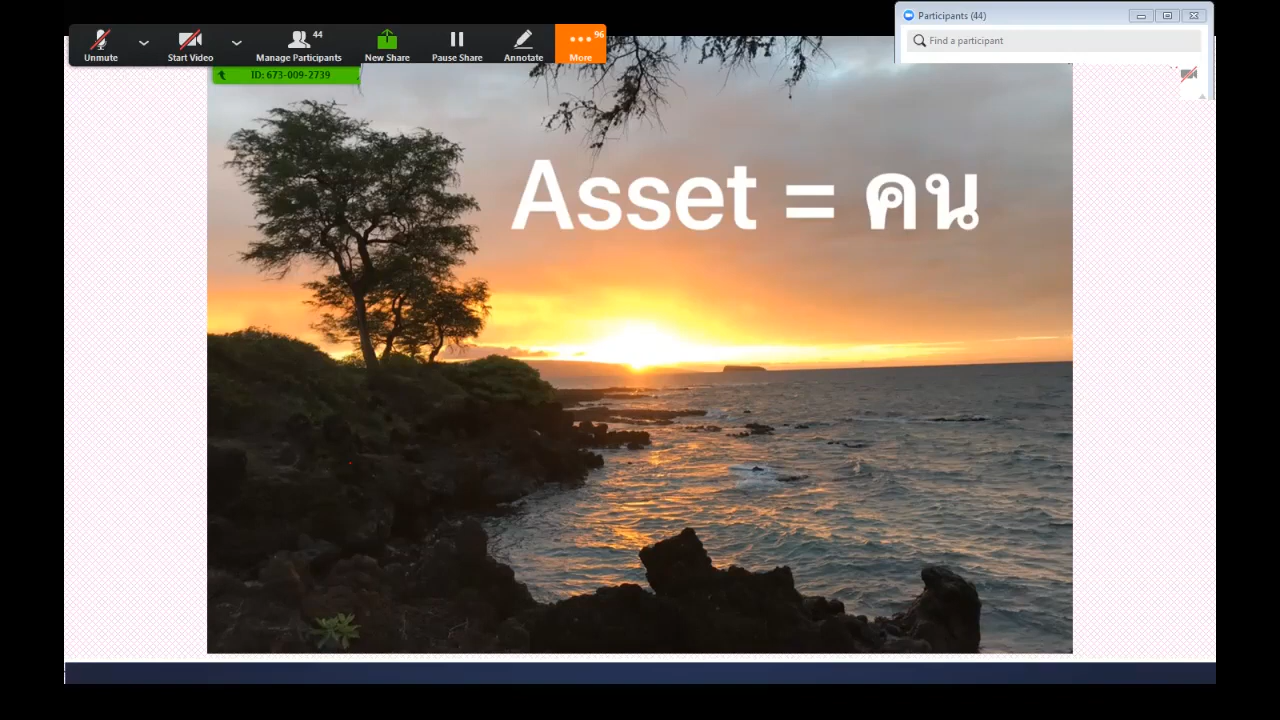 Participants (44)
Find a participant
44
96
Unmute
Start Video
Manage Participants
New Share
Pause Share
Annotate
More
ID: 673-009-2739
Asset = คน